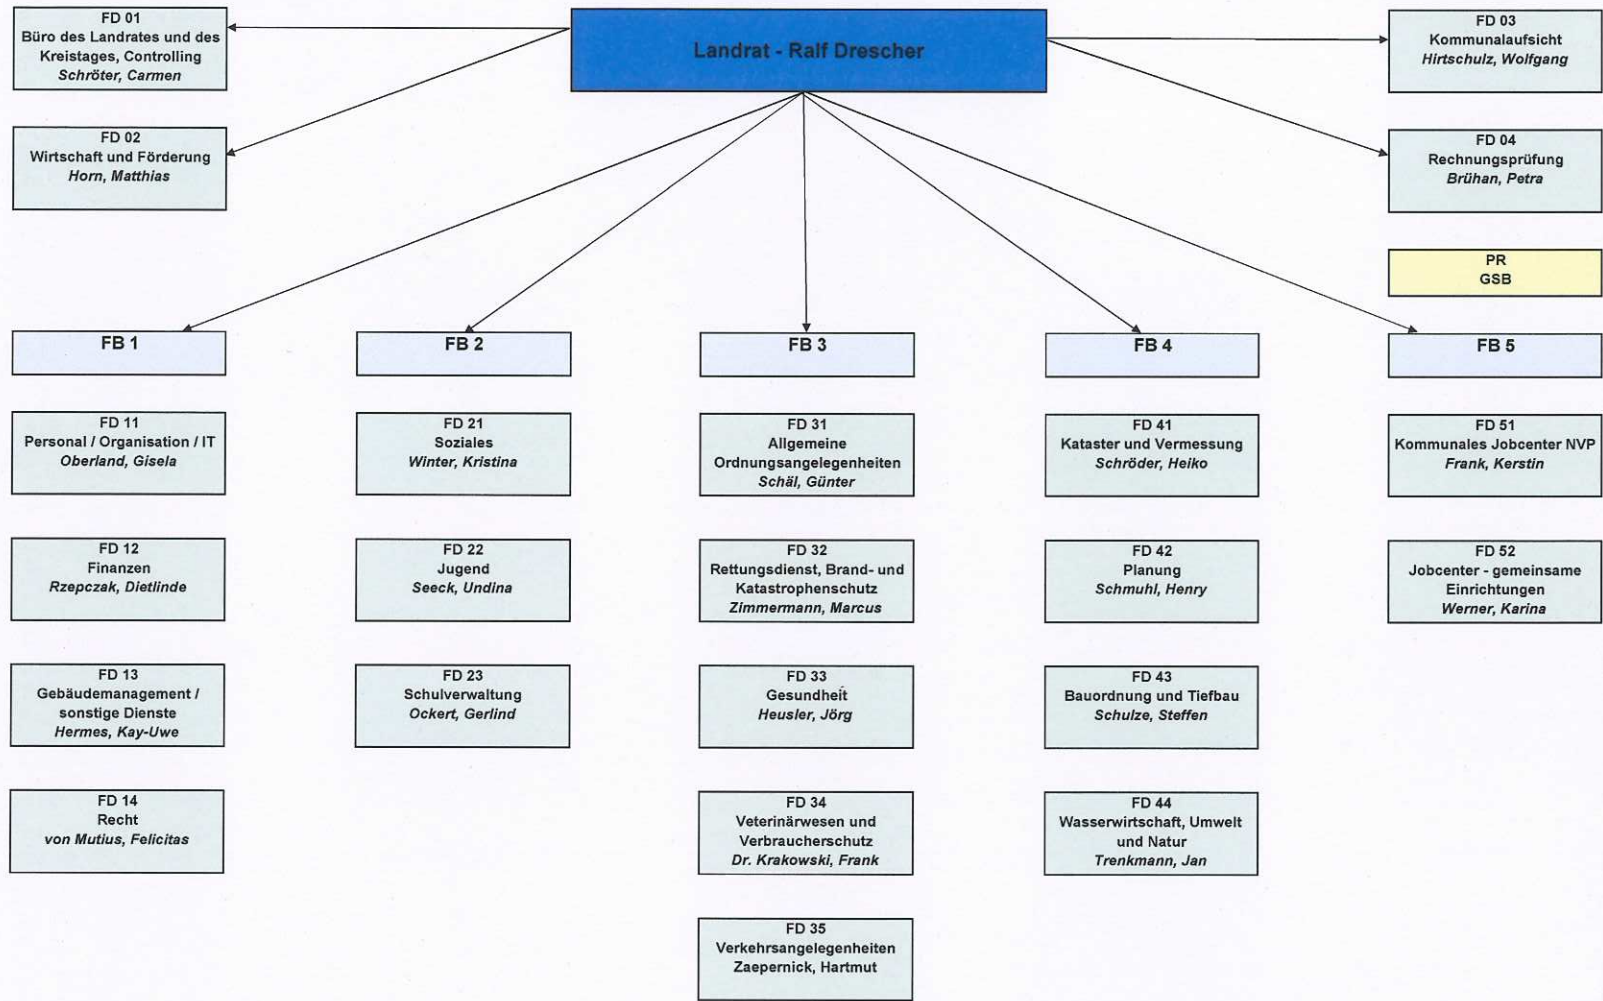 FD 01
Büro des Landrates und des
Kreistages, Controlling
Schröter, Carmen
Landrat - Ralf Drescher
FD 03
Kommunalaufsicht
Hirtschulz, Wolfgang
FD 02
Wirtschaft und Förderung
Horn, Matthias
FD 04
Rechnungsprüfung
Brühan, Petra
PR
GSB
FB 1
FB 2
FB 3
FB 4
FB 5
FD 11
Personal / Organisation / IT
Oberland, Gisela
FD 21
Soziales
Winter, Kristina
FD 31
Allgemeine
Ordnungsangelegenheiten
Schäl, Günter
FD 41
Kataster und Vermessung
Schröder, Heiko
FD 51
Kommunales Jobcenter NVP
Frank, Kerstin
FD 12
Finanzen
Rzepczak, Dietlinde
FD 22
Jugend
Seeck, Undina
FD 32
Rettungsdienst, Brand- und
Katastrophenschutz
Zimmermann, Marcus
FD 42
Planung
Schmuhl, Henry
FD 52
Jobcenter - gemeinsame
Einrichtungen
Werner, Karina
FD 13
Gebäudemanagement /
sonstige Dienste
Hermes, Kay-Uwe
FD 23
Schulverwaltung
Ockert, Gerlind
FD 33
Gesundheit
Heusler, Jörg
FD 43
Bauordnung und Tiefbau
Schulze, Steffen
FD 14
Recht
von Mutius, Felicitas
FD 34
Veterinärwesen und
Verbraucherschutz
Dr. Krakowski, Frank
FD 44
Wasserwirtschaft, Umwelt
und Natur
Trenkmann, Jan
FD 35
Verkehrsangelegenheiten
Zaepernick, Hartmut